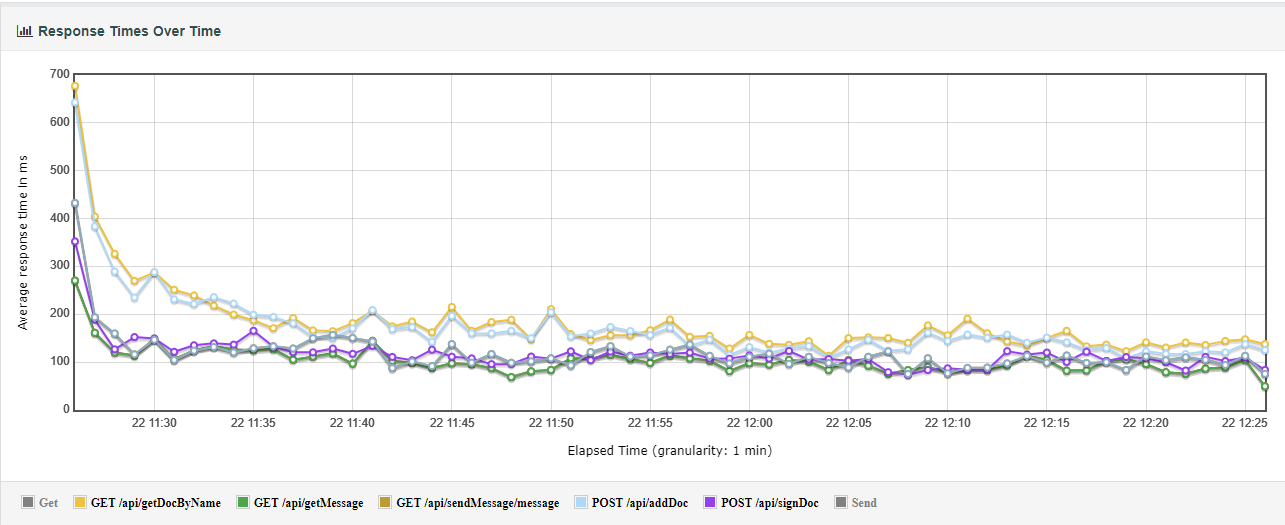 Response Times Over Time
700
600
500
400
300
200
100
0
Average response time in ms
22 11:30 22 11:35 22 11:40 22 11:45 22 11:50 22 11:55 22 12:00 22 12:05 22 12:10 22 12:15 22 12:20 22 12:25
Elapsed Time (granularity: 1 min)
Get GET /api/getDocByName GET /api/getMessage GET /api/sendMessage/message POST /api/addDoc POST /api/signDoc Send